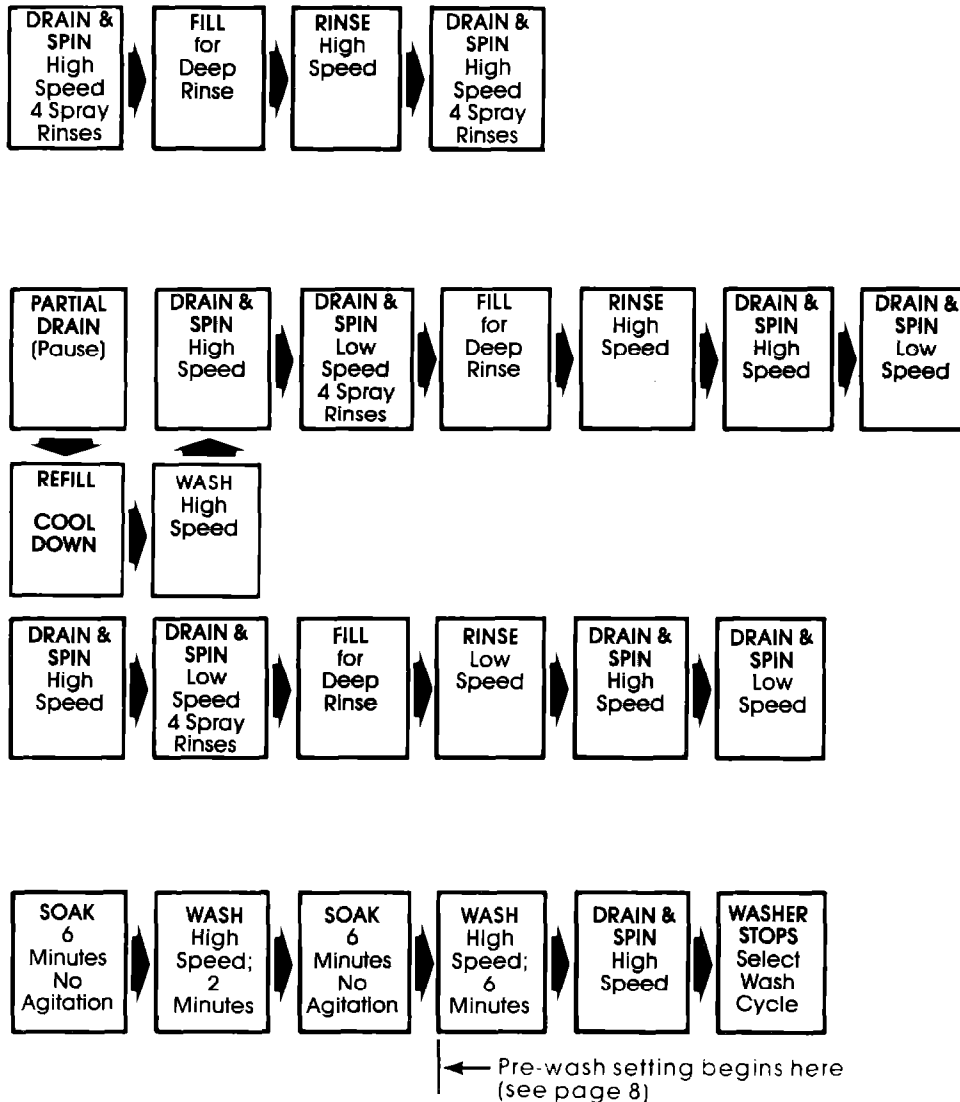 DRAIN &
SPIN
High
Speed
4 Spray
Rinses
FILL
for
Deep
Rinse
RINSE
High
Speed
DRAIN &
SPIN
High
Speed
4 Spray
Rinses
PARTIAL
DRAIN
(Pause)
REFILL
COOL
DOWN
WASH
High
Speed
DRAIN &
SPIN
High
Speed
DRAIN &
SPIN
Low
Speed
4 Spray
Rinses
FILL
for
Deep
Rinse
RINSE
High
Speed
DRAIN &
SPIN
High
Speed
DRAIN &
SPIN
Low
Speed
DRAIN &
SPIN
High
Speed
DRAIN &
SPIN
Low
Speed
4 Spray
Rinses
FILL
for
Deep
Rinse
RINSE
Low
Speed
DRAIN &
SPIN
High
Speed
DRAIN &
SPIN
Low
Speed
SOAK
6
Minutes
No
Agitation
WASH
High
Speed;
2
Minutes
SOAK
6
Minutes
No
Agitation
WASH
High
Speed;
6
Minutes
DRAIN &
SPIN
High
Speed
WASHER
STOPS
Select
Wash
Cycle
Pre-wash setting begins here
(see page 8)